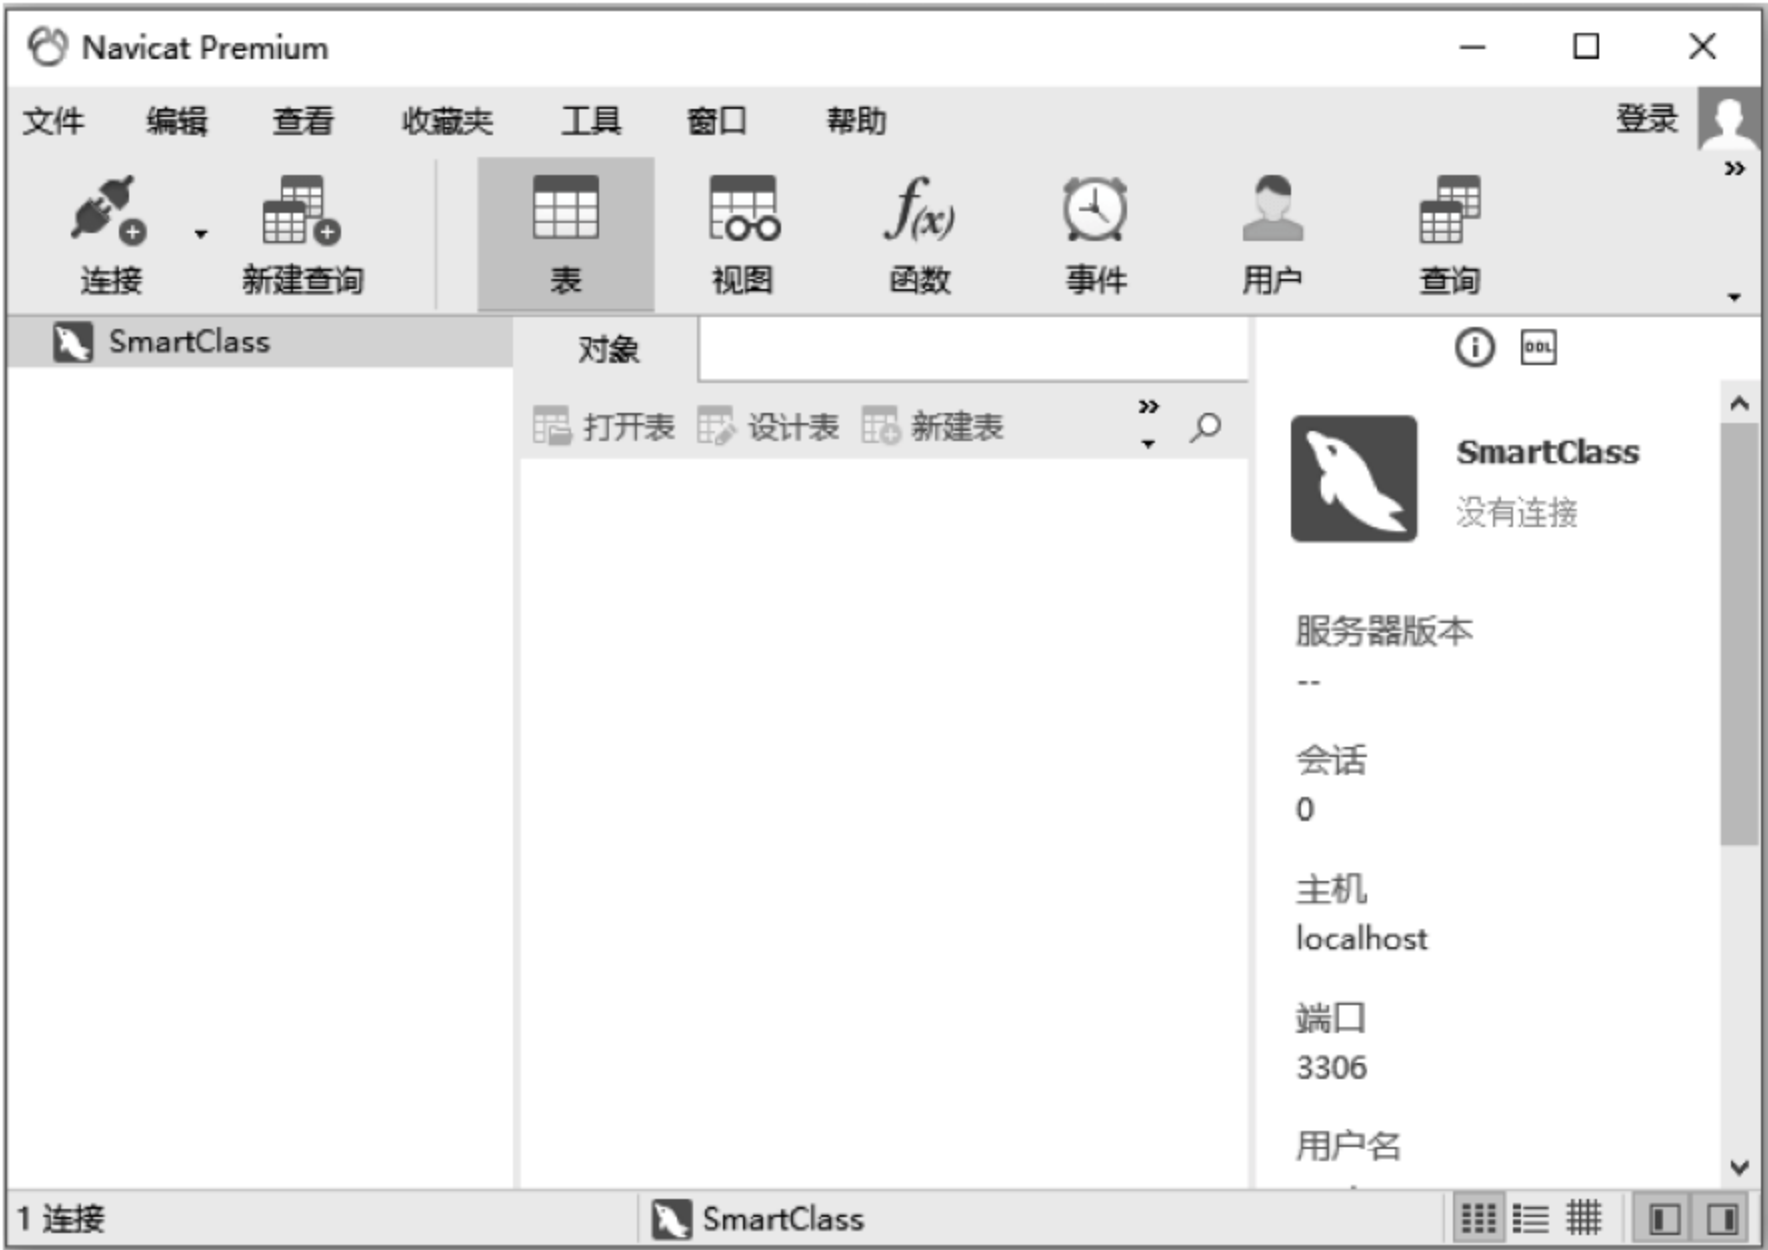 Navicat Premium
文件 编辑 查看 收藏夹 工具 窗口 帮助 登录
连接 新建查询 表 视图 f(x) 函数 事件 用户 查询
SmartClass
对象
打开表 设计表 新建表
DDL
SmartClass
没有连接
服务器版本
--
会话
0
主机
localhost
端口
3306
用户名
1 连接 SmartClass